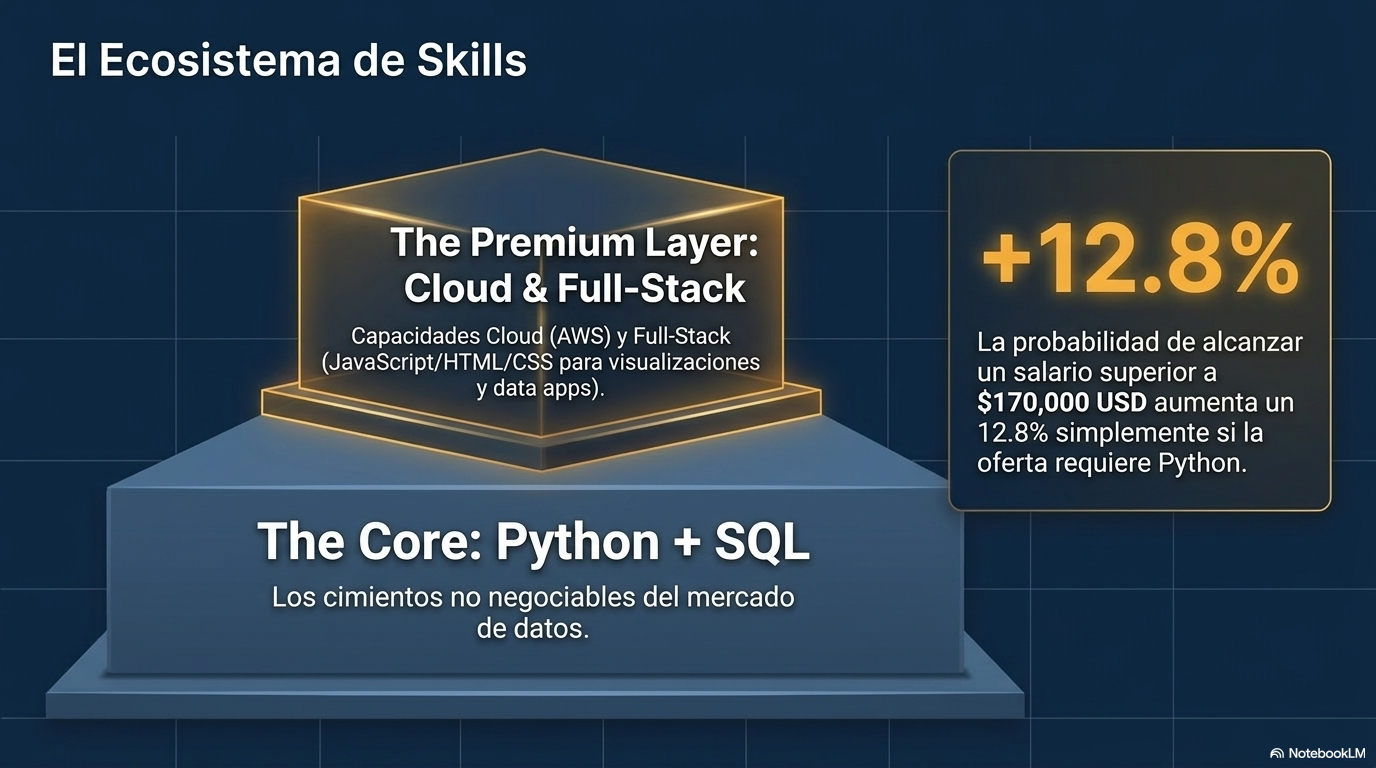 El Ecosistema de Skills
The Premium Layer:
Cloud & Full-Stack
Capacidades Cloud (AWS) y Full-Stack
(JavaScript/HTML/CSS para visualizaciones
y data apps).
The Core: Python + SQL
Los cimientos no negociables del mercado
de datos.
+12.8%
La probabilidad de alcanzar
un salario superior a
$170,000 USD aumenta un
12.8% simplemente si la
oferta requiere Python.
NotebookLM